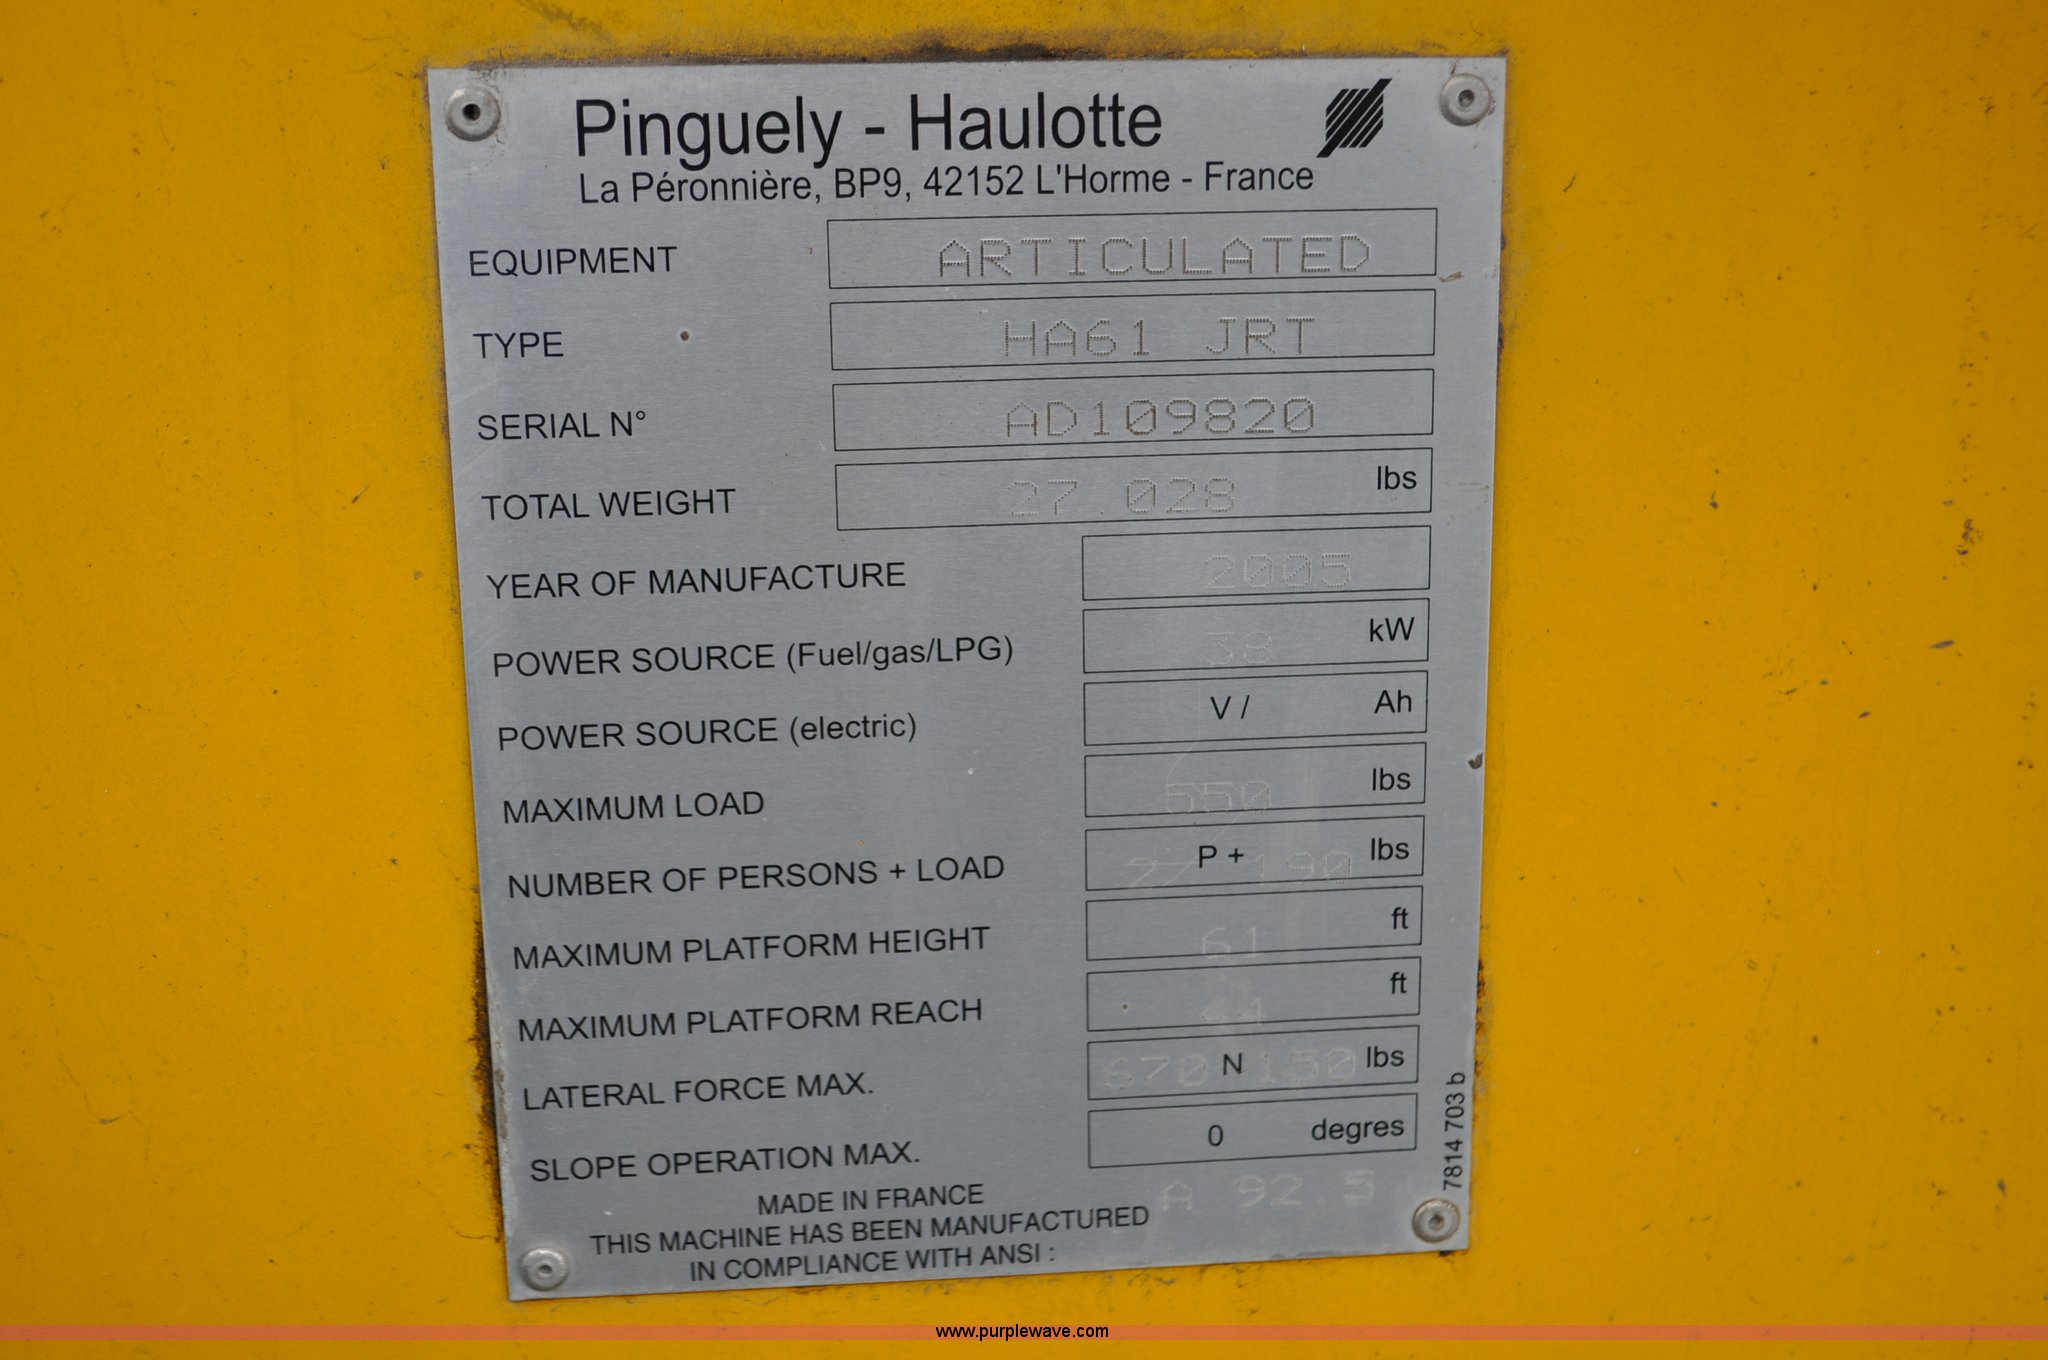 Pinguely - Haulotte
La Péronnière, BP9, 42152 L'Horme - France
EQUIPMENT ARTICULATED
TYPE HA61 JRT
SERIAL N° AD109820
TOTAL WEIGHT 27.028 lbs
YEAR OF MANUFACTURE 2005
POWER SOURCE (Fuel/gas/LPG) 38 kW
POWER SOURCE (electric) V / Ah
MAXIMUM LOAD 550 lbs
NUMBER OF PERSONS + LOAD 2 P + 190 lbs
MAXIMUM PLATFORM HEIGHT 61 ft
MAXIMUM PLATFORM REACH 44 ft
LATERAL FORCE MAX. 670 N 150 lbs
SLOPE OPERATION MAX. 0 degres
MADE IN FRANCE
THIS MACHINE HAS BEEN MANUFACTURED
IN COMPLIANCE WITH ANSI : A 92 5
7814 703 b
www.purplewave.com